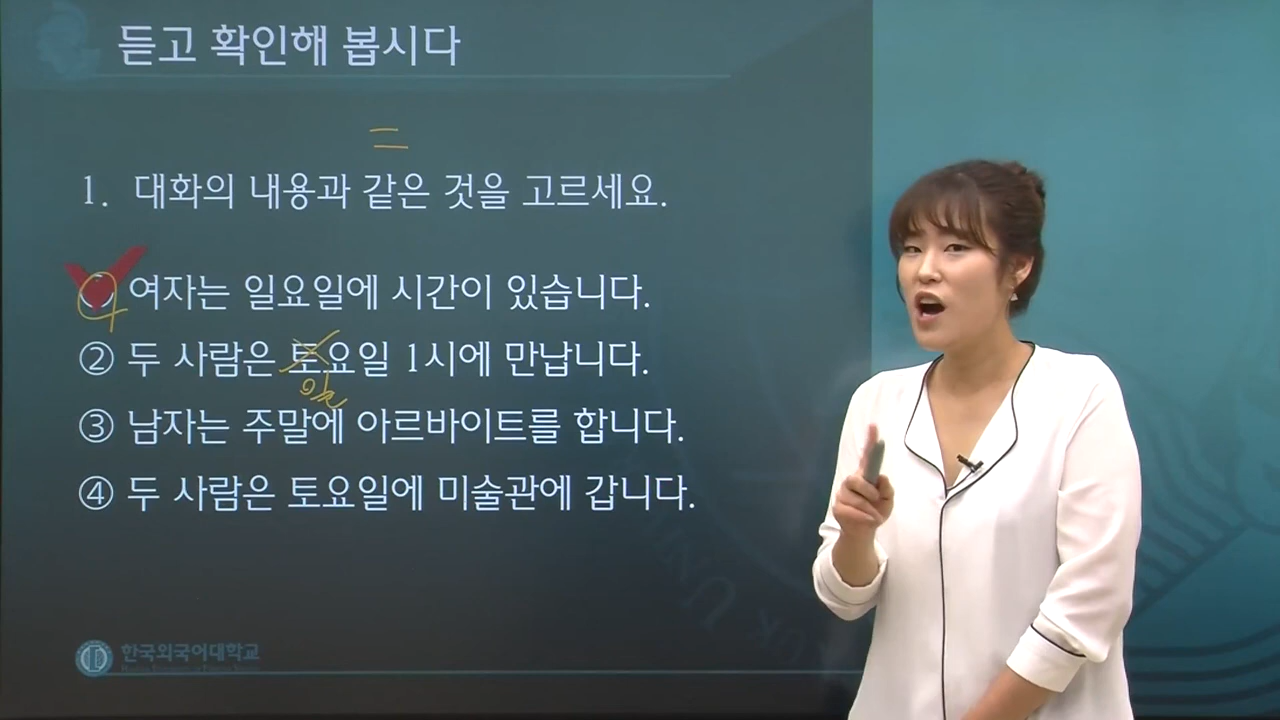 듣고 확인해 봅시다
=
1. 대화의 내용과 같은 것을 고르세요.
여자는 일요일에 시간이 있습니다.
② 두 사람은 토요일 1시에 만납니다.
일
③ 남자는 주말에 아르바이트를 합니다.
④ 두 사람은 토요일에 미술관에 갑니다.
한국외국어대학교